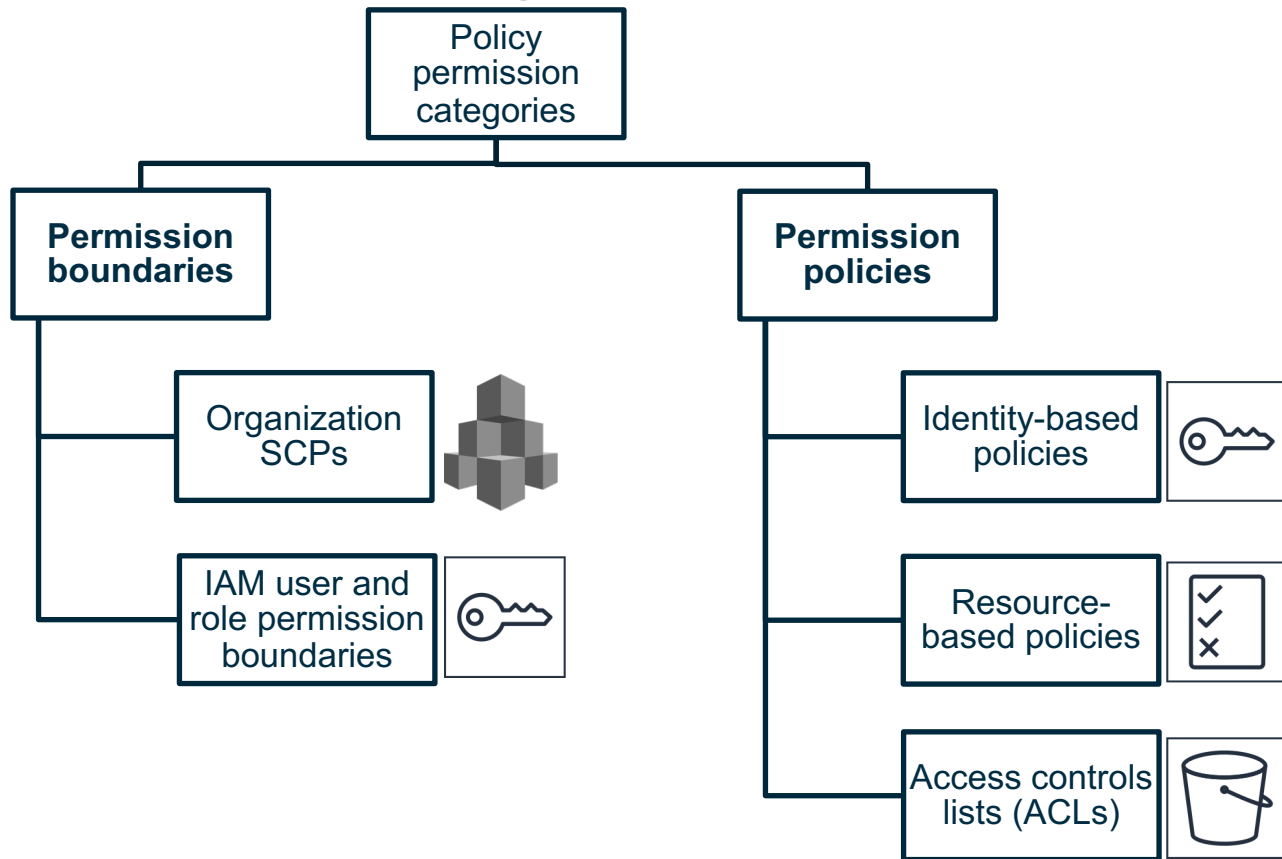 Policy
permission
categories
Permission
boundaries
Permission
policies
Organization
SCPs
Identity-based
policies
IAM user and
role permission
boundaries
Resource-
based policies
Access controls
lists (ACLs)